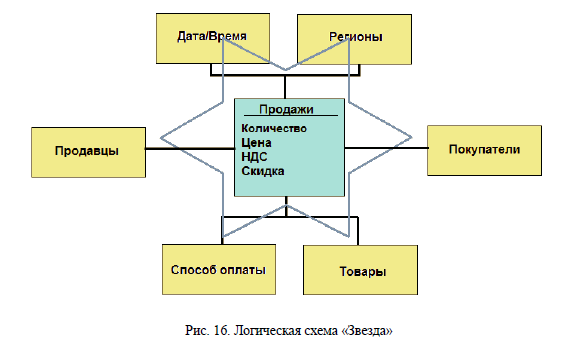 Дата/Время
Регионы
Продажи
Количество
Цена
НДС
Скидка
Продавцы
Покупатели
Способ оплаты
Товары
Рис. 16. Логическая схема «Звезда»